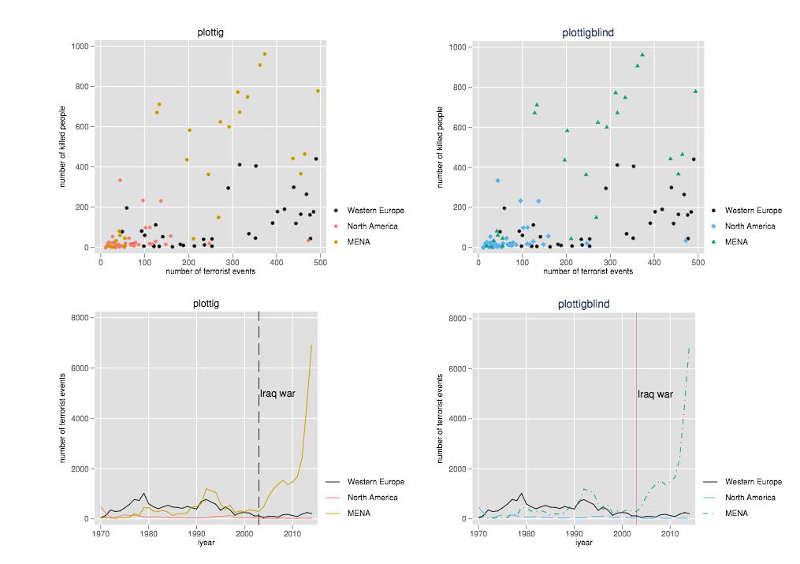 plottig
number of killed people
1000
800
600
400
200
0
0 100 200 300 400 500
number of terrorist events
Western Europe
North America
MENA
plottigblind
number of killed people
1000
800
600
400
200
0
0 100 200 300 400 500
number of terrorist events
Western Europe
North America
MENA
plottig
number of terrorist events
8000
6000
4000
2000
0
Iraq war
1970 1980 1990 2000 2010
iyear
Western Europe
North America
MENA
plottigblind
number of terrorist events
8000
6000
4000
2000
0
Iraq war
1970 1980 1990 2000 2010
iyear
Western Europe
North America
MENA